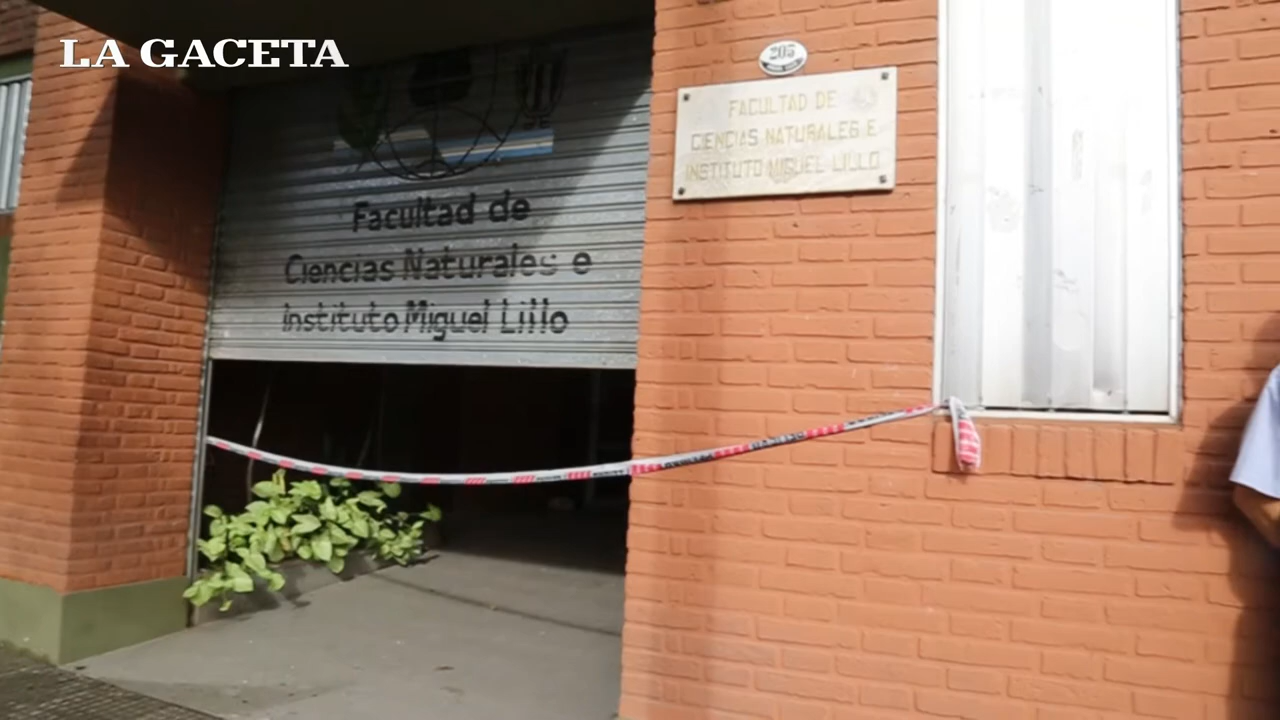 LA GACETA
205
FACULTAD DE
CIENCIAS NATURALES E
INSTITUTO MIGUEL LILLO
Facultad de
Ciencias Naturales e
Instituto Miguel Lillo